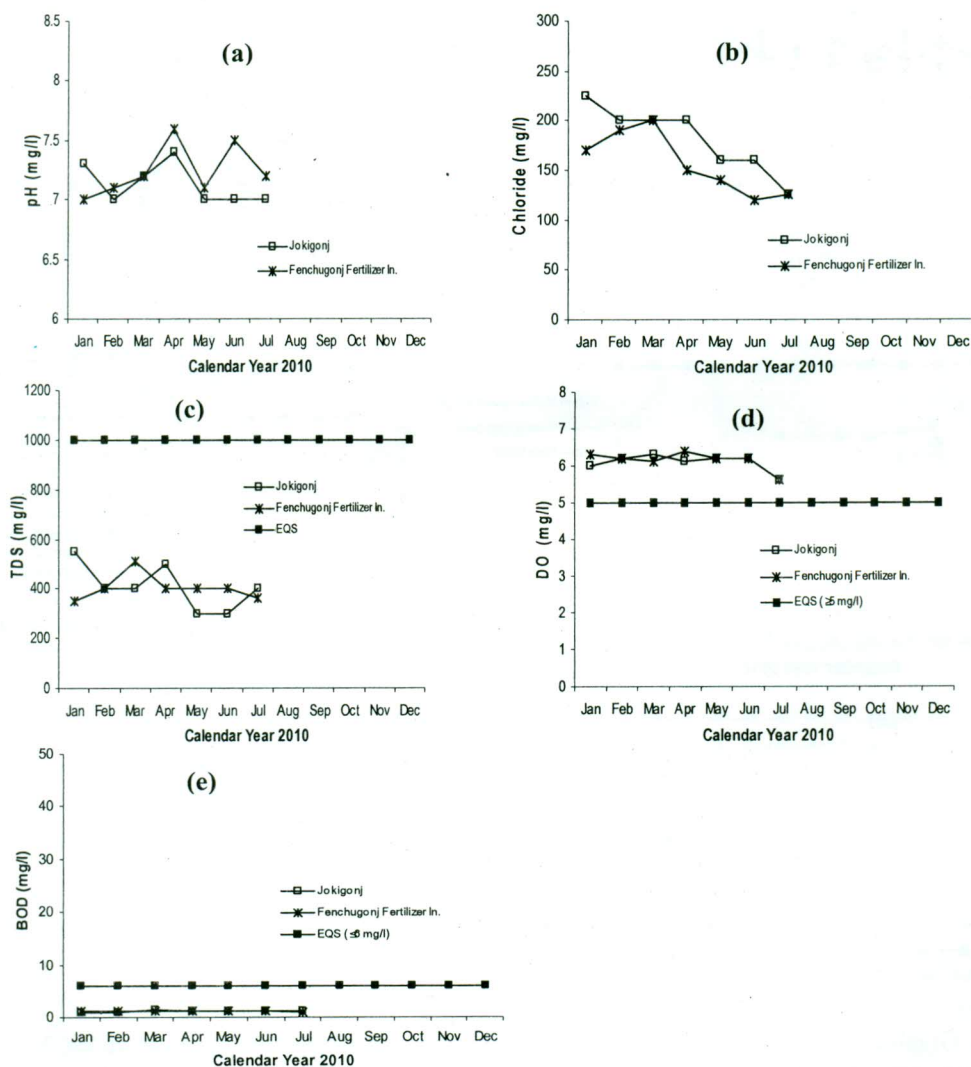 (a)
8.5
8
7.5
7
6.5
6
pH (mg/l)
Jokigonj
Fenchugonj Fertilizer In.
Jan Feb Mar Apr May Jun Jul Aug Sep Oct Nov Dec
Calendar Year 2010
(b)
300
250
200
150
100
50
0
Chloride (mg/l)
Jokigonj
Fenchugonj Fertilizer In.
Jan Feb Mar Apr May Jun Jul Aug Sep Oct Nov Dec
Calendar Year 2010
(c)
1200
1000
800
600
400
200
0
TDS (mg/l)
Jokigonj
Fenchugonj Fertilizer In.
EQS
Jan Feb Mar Apr May Jun Jul Aug Sep Oct Nov Dec
Calendar Year 2010
(d)
8
7
6
5
4
3
2
1
0
DO (mg/l)
Jokigonj
Fenchugonj Fertilizer In.
EQS (≥5 mg/l)
Jan Feb Mar Apr May Jun Jul Aug Sep Oct Nov Dec
Calendar Year 2010
(e)
50
40
30
20
10
0
BOD (mg/l)
Jokigonj
Fenchugonj Fertilizer In.
EQS (≤6 mg/l)
Jan Feb Mar Apr May Jun Jul Aug Sep Oct Nov Dec
Calendar Year 2010